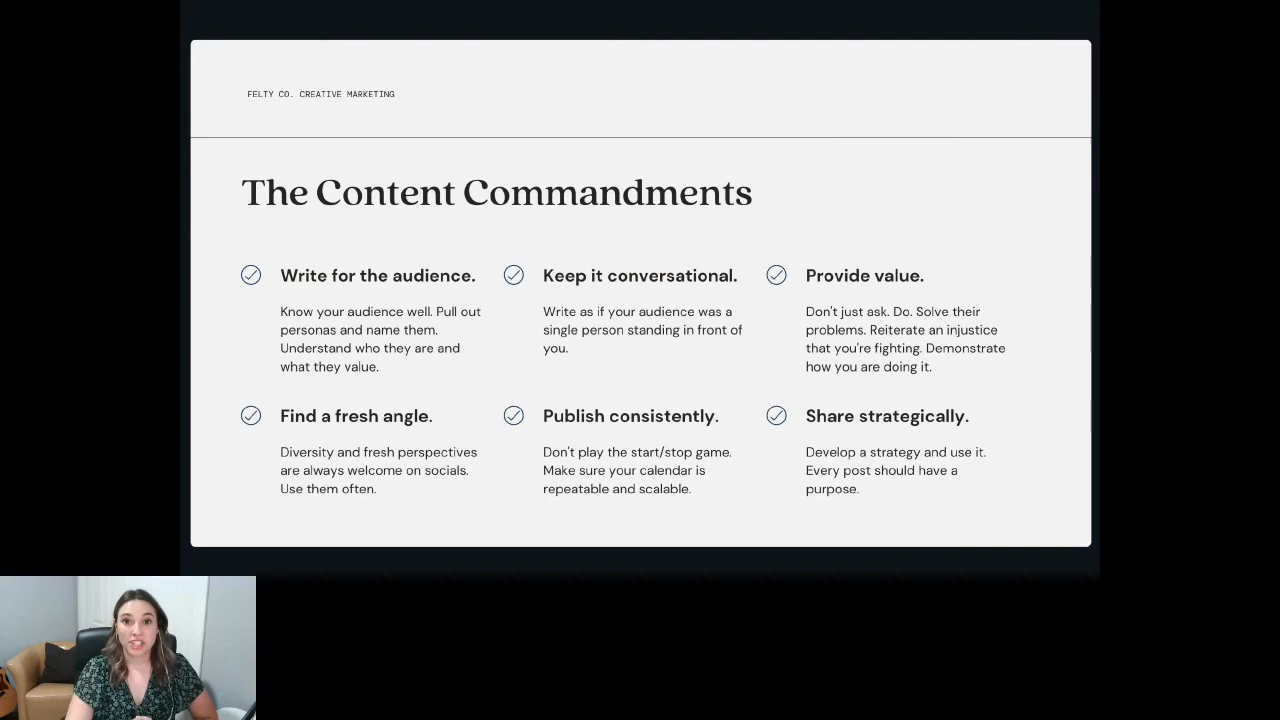 FELTY CO. CREATIVE MARKETING
The Content Commandments
Write for the audience.
Know your audience well. Pull out
personas and name them.
Understand who they are and
what they value.
Keep it conversational.
Write as if your audience was a
single person standing in front of
you.
Provide value.
Don't just ask. Do. Solve their
problems. Reiterate an injustice
that you're fighting. Demonstrate
how you are doing it.
Find a fresh angle.
Diversity and fresh perspectives
are always welcome on socials.
Use them often.
Publish consistently.
Don't play the start/stop game.
Make sure your calendar is
repeatable and scalable.
Share strategically.
Develop a strategy and use it.
Every post should have a
purpose.